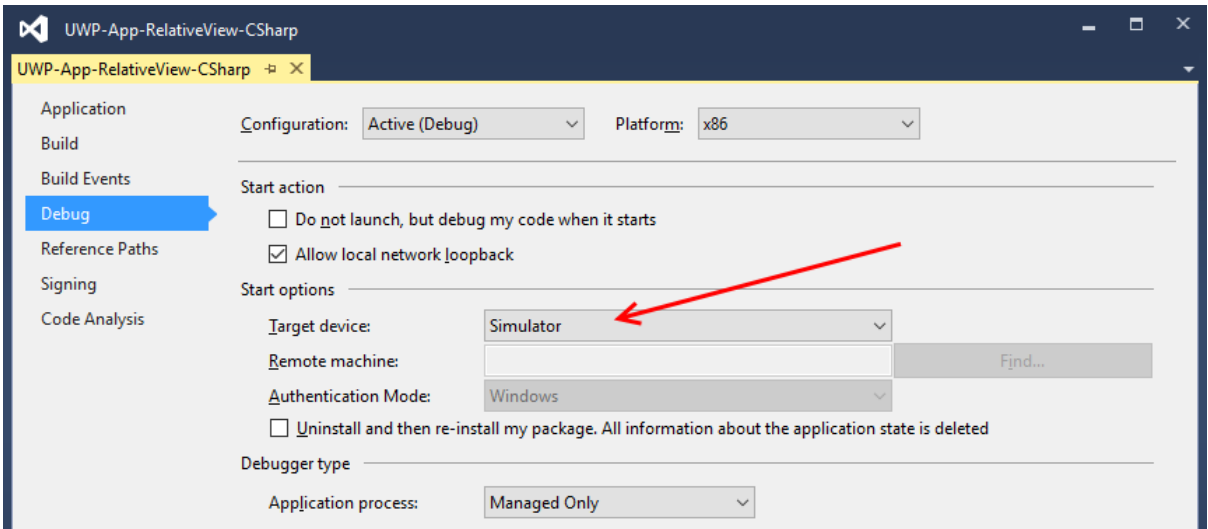 UWP-App-RelativeView-CSharp
UWP-App-RelativeView-CSharp
Application
Build
Build Events
Debug
Reference Paths
Signing
Code Analysis
Configuration: Active (Debug) Platform: x86
Start action
Do not launch, but debug my code when it starts
Allow local network loopback
Start options
Target device: Simulator
Remote machine: Find...
Authentication Mode: Windows
Uninstall and then re-install my package. All information about the application state is deleted
Debugger type
Application process: Managed Only